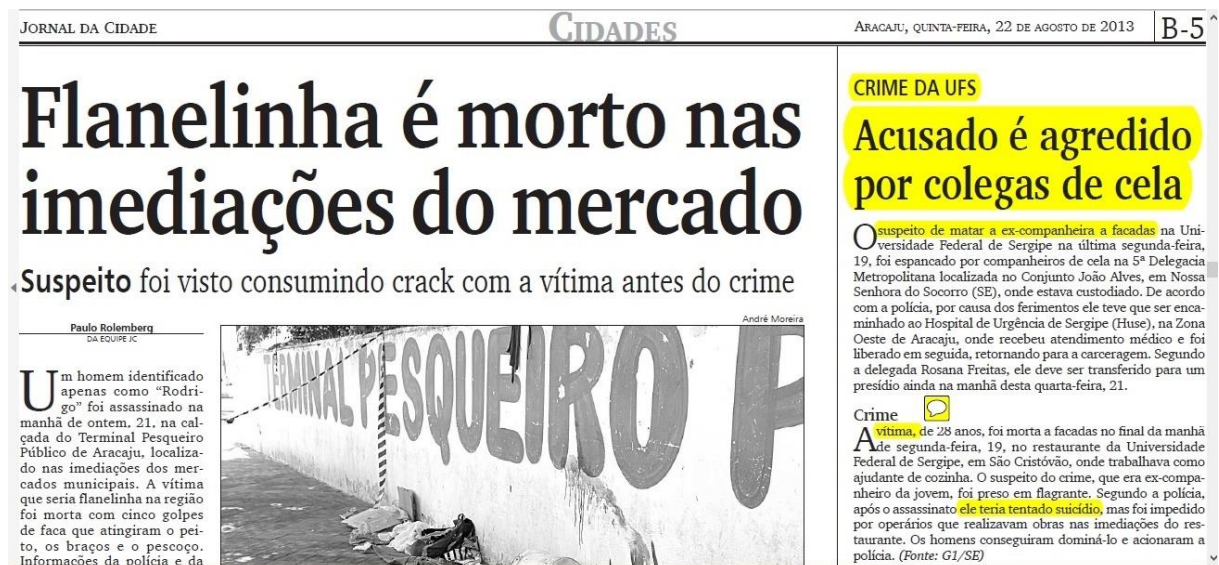 JORNAL DA CIDADE
CIDADES
ARACAJU, QUINTA-FEIRA, 22 DE AGOSTO DE 2013
B-5
Flanelinha é morto nas
imediações do mercado
Suspeito foi visto consumindo crack com a vítima antes do crime
Paulo Rolemberg
DA EQUIPE JC
Um homem identificado
apenas como “Rodri-
go” foi assassinado na
manhã de ontem, 21, na cal-
çada do Terminal Pesqueiro
Público de Aracaju, localiza-
do nas imediações dos mer-
cados municipais. A vítima
que seria flanelinha na região
foi morta com cinco golpes
de faca que atingiram o pei-
to, os braços e o pescoço.
Informações da polícia e da
André Moreira
TERMINAL PESQUEIRO P
CRIME DA UFS
Acusado é agredido
por colegas de cela
O suspeito de matar a ex-companheira a facadas na Uni-
versidade Federal de Sergipe na última segunda-feira,
19, foi espancado por companheiros de cela na 5ª Delegacia
Metropolitana localizada no Conjunto João Alves, em Nossa
Senhora do Socorro (SE), onde estava custodiado. De acordo
com a polícia, por causa dos ferimentos ele teve que ser enca-
minhado ao Hospital de Urgência de Sergipe (Huse), na Zona
Oeste de Aracaju, onde recebeu atendimento médico e foi
liberado em seguida, retornando para a carceragem. Segundo
a delegada Rosana Freitas, ele deve ser transferido para um
presídio ainda na manhã desta quarta-feira, 21.
Crime
A vítima, de 28 anos, foi morta a facadas no final da manhã
de segunda-feira, 19, no restaurante da Universidade
Federal de Sergipe, em São Cristóvão, onde trabalhava como
ajudante de cozinha. O suspeito do crime, que era ex-compa-
nheiro da jovem, foi preso em flagrante. Segundo a polícia,
após o assassinato ele teria tentado suicídio, mas foi impedido
por operários que realizavam obras nas imediações do res-
taurante. Os homens conseguiram dominá-lo e acionaram a
polícia. (Fonte: G1/SE)